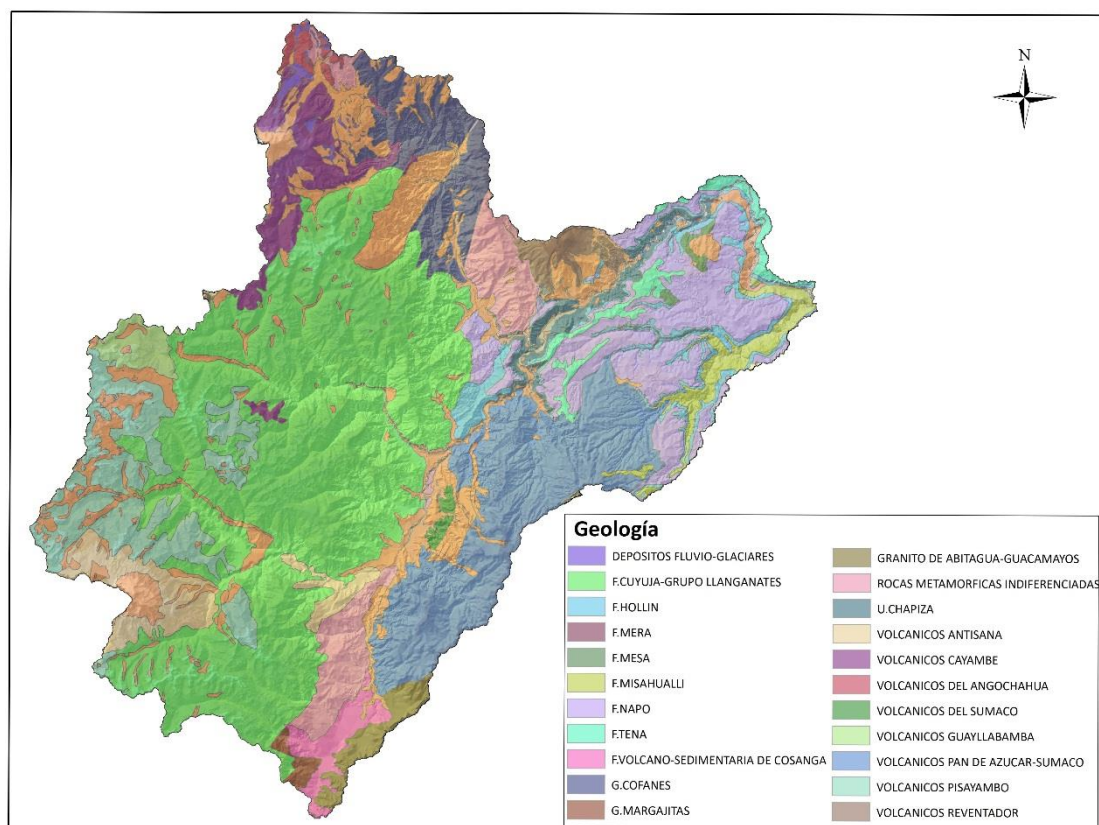 N
Geología
DEPOSITOS FLUVIO-GLACIARES
F.CUYUJA-GRUPO LLANGANATES
F.HOLLIN
F.MERA
F.MESA
F.MISAHUALLI
F.NAPO
F.TENA
F.VOLCANO-SEDIMENTARIA DE COSANGA
G.COFANES
G.MARGAJITAS
GRANITO DE ABITAGUA-GUACAMAYOS
ROCAS METAMORFICAS INDIFERENCIADAS
U.CHAPIZA
VOLCANICOS ANTISANA
VOLCANICOS CAYAMBE
VOLCANICOS DEL ANGOCHAHUA
VOLCANICOS DEL SUMACO
VOLCANICOS GUAYLLABAMBA
VOLCANICOS PAN DE AZUCAR-SUMACO
VOLCANICOS PISAYAMBO
VOLCANICOS REVENTADOR